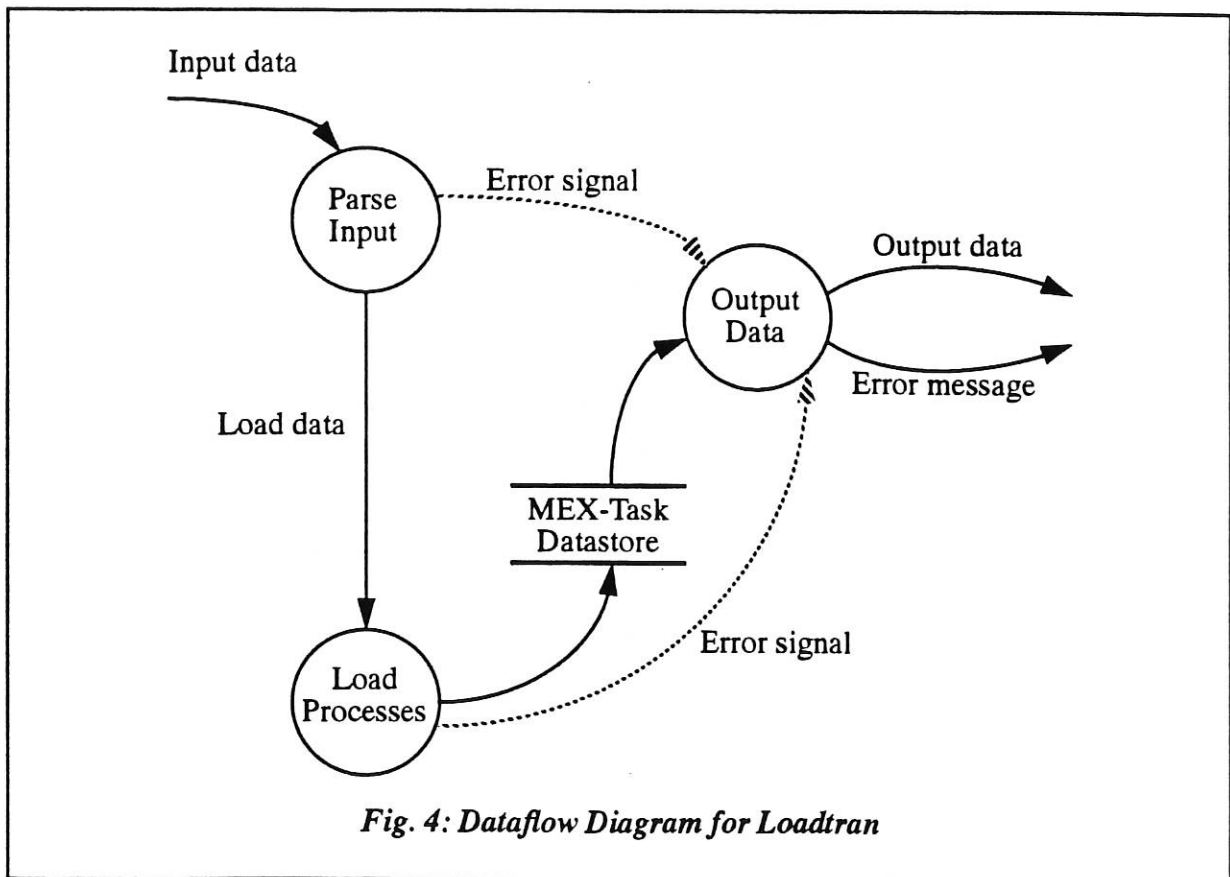 Input data
Parse
Input
Error signal
Output data
Output
Data
Error message
Load data
MEX-Task
Datastore
Error signal
Load
Processes
Fig. 4: Dataflow Diagram for Loadtran